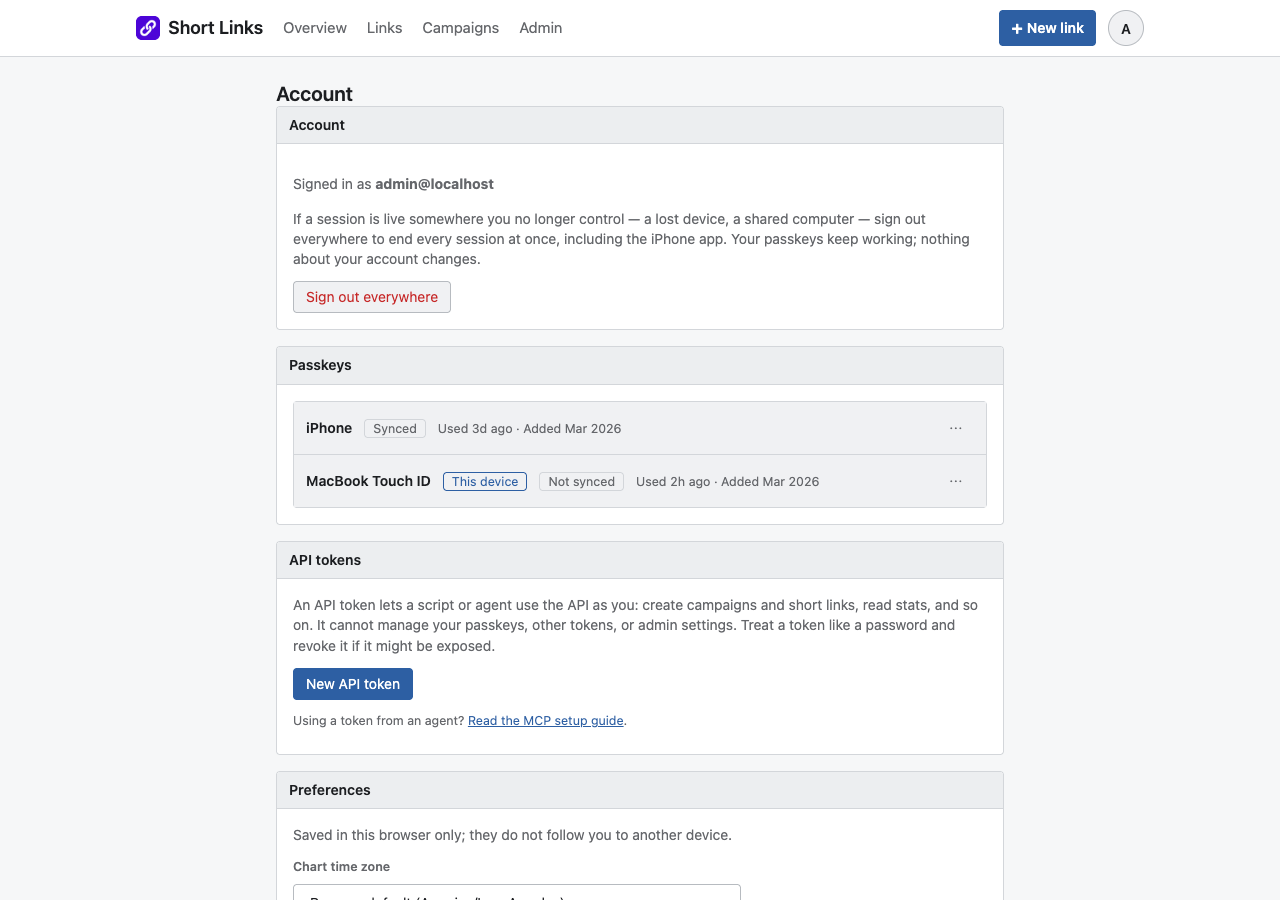 Short Links Overview Links Campaigns Admin + New link A
Account
Account
Signed in as admin@localhost
If a session is live somewhere you no longer control — a lost device, a shared computer — sign out
everywhere to end every session at once, including the iPhone app. Your passkeys keep working; nothing
about your account changes.
Sign out everywhere
Passkeys
iPhone Synced Used 3d ago · Added Mar 2026 ···
MacBook Touch ID This device Not synced Used 2h ago · Added Mar 2026 ···
API tokens
An API token lets a script or agent use the API as you: create campaigns and short links, read stats, and so
on. It cannot manage your passkeys, other tokens, or admin settings. Treat a token like a password and
revoke it if it might be exposed.
New API token
Using a token from an agent? Read the MCP setup guide.
Preferences
Saved in this browser only; they do not follow you to another device.
Chart time zone